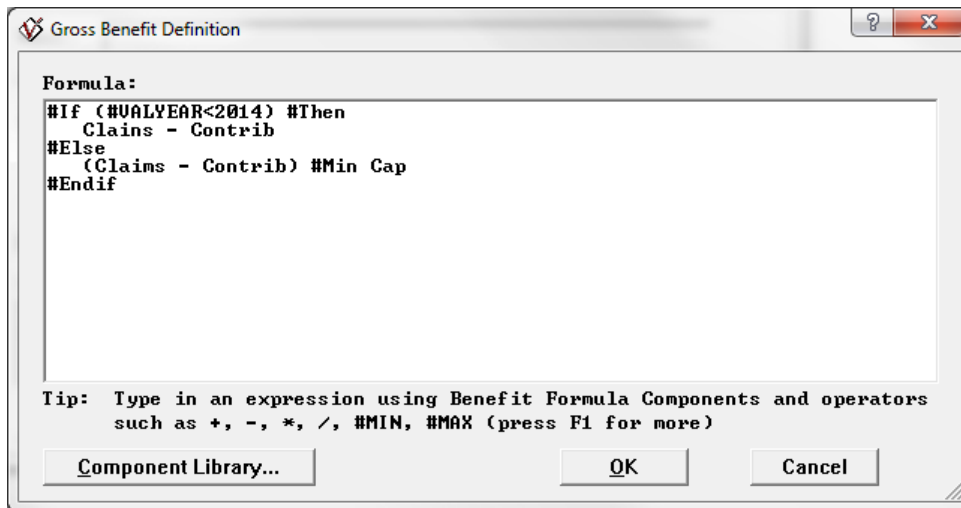 Gross Benefit Definition
Formula:
#If (#VALYEAR<2014) #Then
Clains - Contrib
#Else
(Claims - Contrib) #Min Cap
#Endif
Tip: Type in an expression using Benefit Formula Components and operators
such as +, -, *, /, #MIN, #MAX (press F1 for more)
Component Library...
OK
Cancel